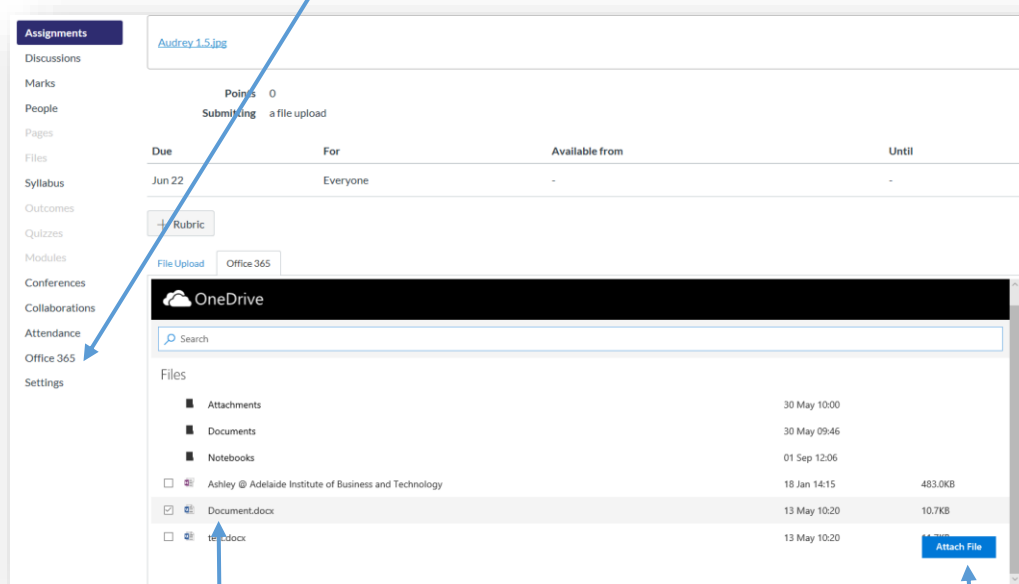 Assignments
Discussions
Marks
People
Pages
Files
Syllabus
Outcomes
Quizzes
Modules
Conferences
Collaborations
Attendance
Office 365
Settings
Audrey 1.5.jpg
Points 0
Submitting a file upload
Due For Available from Until
Jun 22 Everyone - -
+ Rubric
File Upload Office 365
OneDrive
Search
Files
Attachments 30 May 10:00
Documents 30 May 09:46
Notebooks 01 Sep 12:06
Ashley @ Adelaide Institute of Business and Technology 18 Jan 14:15 483.0KB
Document.docx 13 May 10:20 10.7KB
13 May 10:20
Attach File